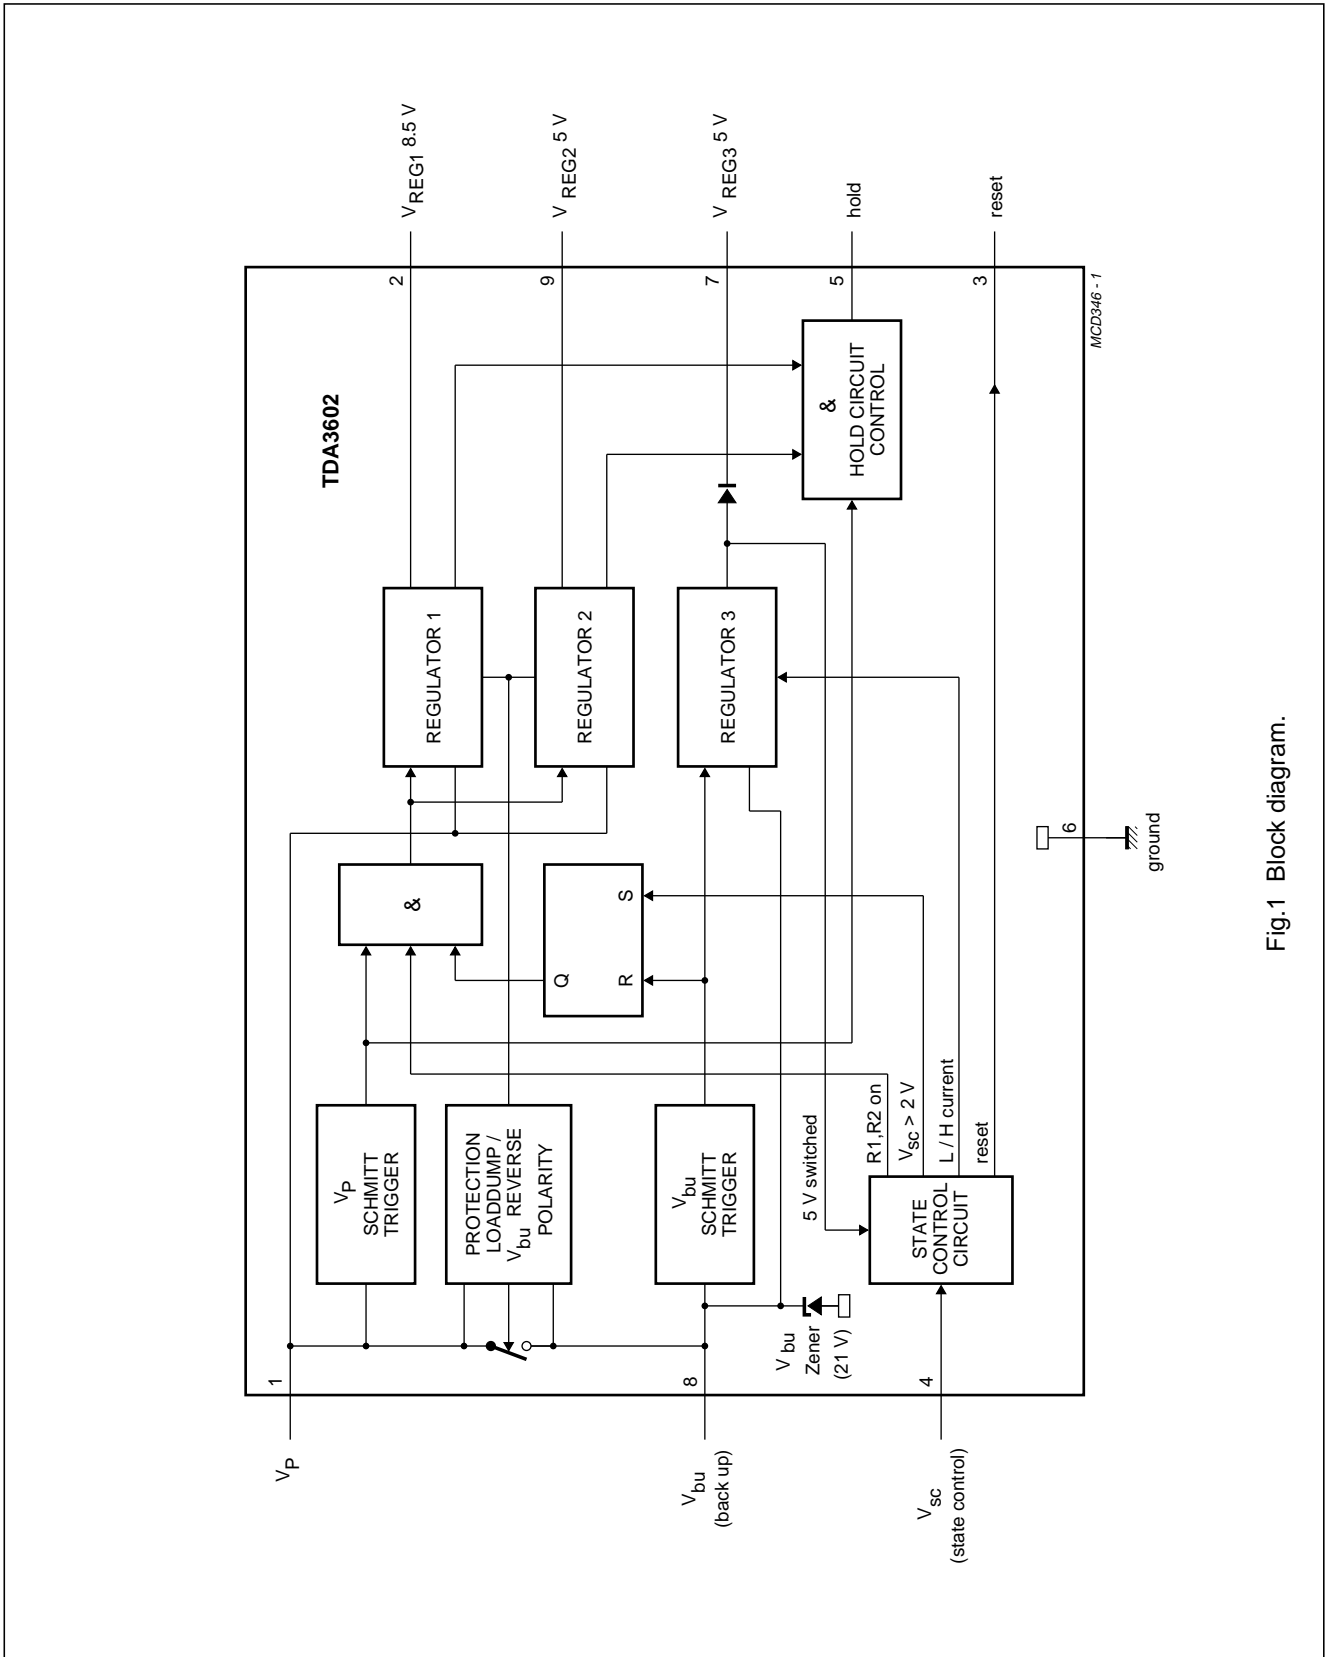 TDA3602
1
V_P
V_P
SCHMITT
TRIGGER
PROTECTION
LOADDUMP /
V_bu REVERSE
POLARITY
8
V_bu
(back up)
V_bu
SCHMITT
TRIGGER
V_bu
Zener
(21 V)
4
V_sc
(state control)
STATE
CONTROL
CIRCUIT
5 V switched
R1,R2 on
V_sc > 2 V
L / H current
reset
&
Q
R
S
REGULATOR 1
REGULATOR 2
REGULATOR 3
&
HOLD CIRCUIT
CONTROL
2
V_REG1 8.5 V
9
V_REG2 5 V
7
V_REG3 5 V
5
hold
3
reset
6
ground
MCD346 - 1
Fig.1 Block diagram.